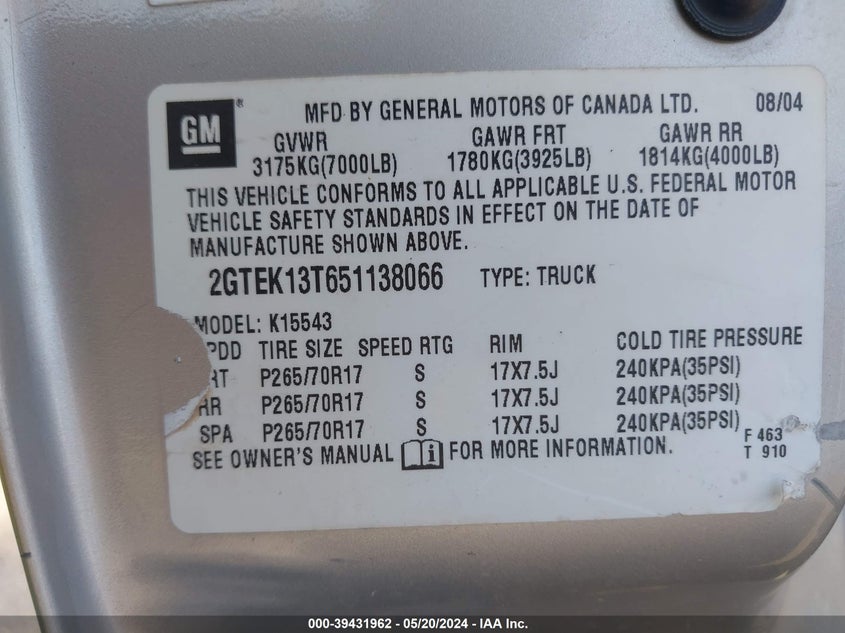 GM ® MFD BY GENERAL MOTORS OF CANADA LTD. 08/04
GVWR GAWR FRT GAWR RR
3175KG(7000LB) 1780KG(3925LB) 1814KG(4000LB)
THIS VEHICLE CONFORMS TO ALL APPLICABLE U.S. FEDERAL MOTOR
VEHICLE SAFETY STANDARDS IN EFFECT ON THE DATE OF
MANUFACTURE SHOWN ABOVE.
2GTEK13T651138066 TYPE: TRUCK
MODEL: K15543
PDD TIRE SIZE SPEED RTG RIM COLD TIRE PRESSURE
RT P265/70R17 S 17X7.5J 240KPA(35PSI)
RR P265/70R17 S 17X7.5J 240KPA(35PSI)
SPA P265/70R17 S 17X7.5J 240KPA(35PSI)
SEE OWNER'S MANUAL i FOR MORE INFORMATION.
F 463
T 910
000-39431962 - 05/20/2024 - IAA Inc.